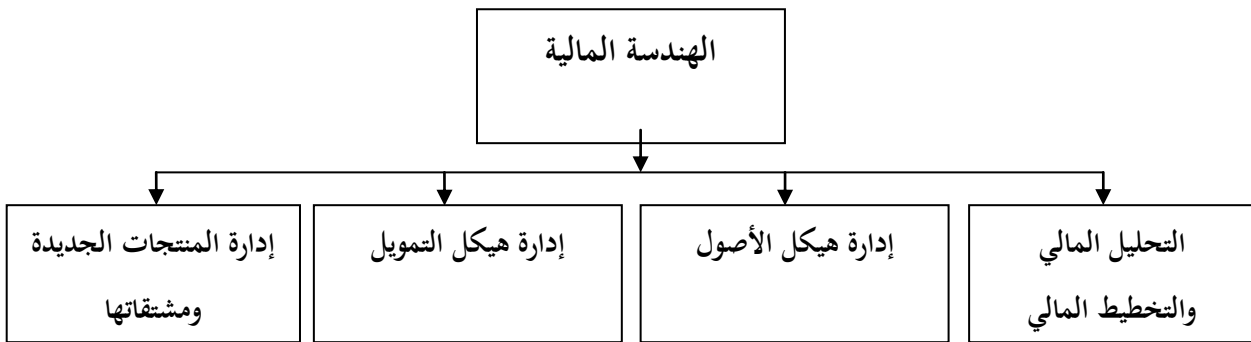 الهندسة المالية
التحليل المالي
والتخطيط المالي
إدارة هيكل الأصول
إدارة هيكل التمويل
إدارة المنتجات الجديدة
ومشتقاتها